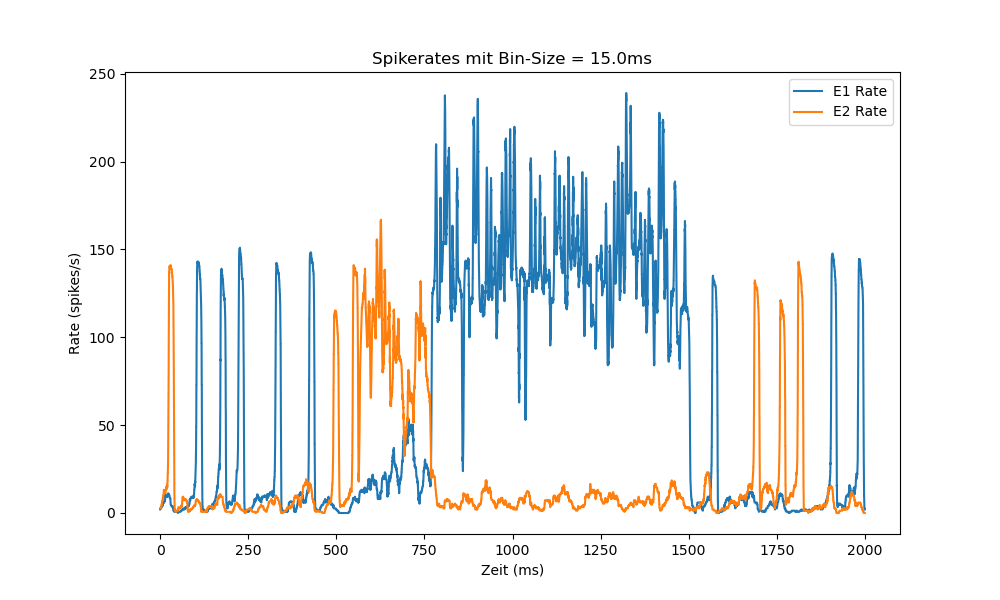 Spikerates mit Bin-Size = 15.0ms
E1 Rate
E2 Rate
250
200
150
100
50
0
Rate (spikes/s)
0 250 500 750 1000 1250 1500 1750 2000
Zeit (ms)